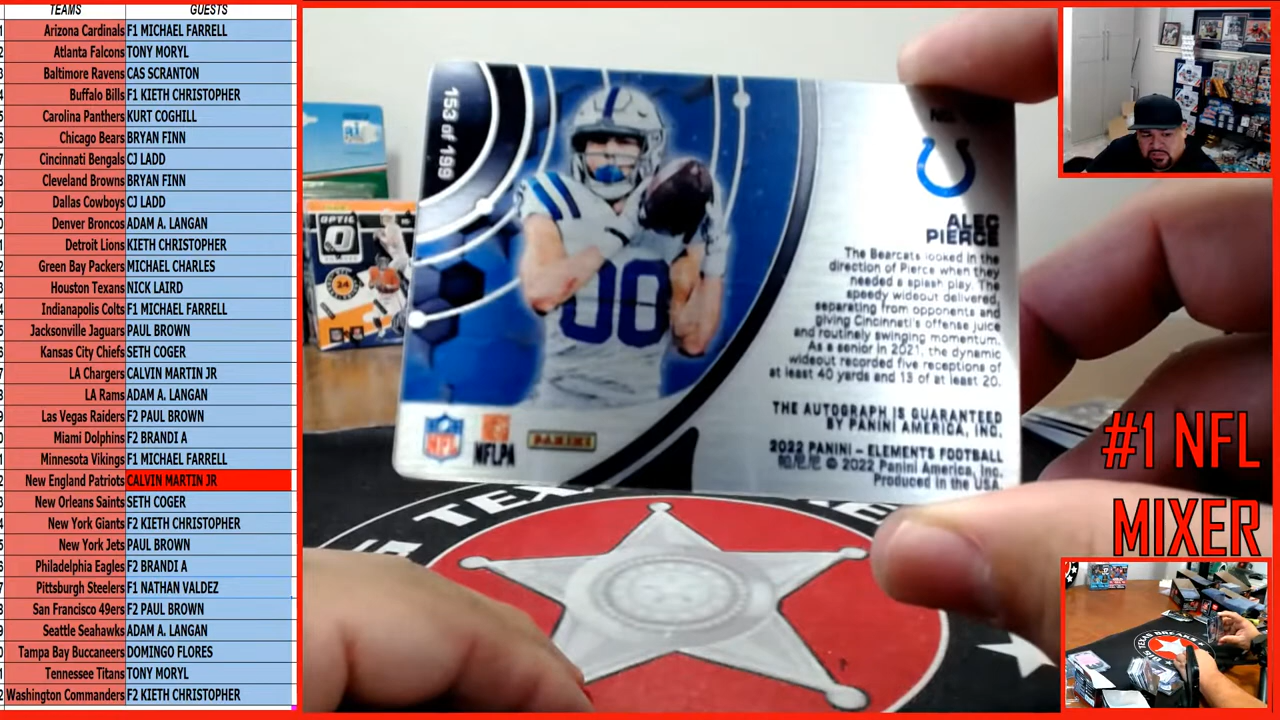 TEAMS GUESTS
Arizona Cardinals F1 MICHAEL FARRELL
Atlanta Falcons TONY MORYL
Baltimore Ravens CAS SCRANTON
Buffalo Bills F1 KIETH CHRISTOPHER
Carolina Panthers KURT COGHILL
Chicago Bears BRYAN FINN
Cincinnati Bengals CJ LADD
Cleveland Browns BRYAN FINN
Dallas Cowboys CJ LADD
Denver Broncos ADAM A. LANGAN
Detroit Lions KIETH CHRISTOPHER
Green Bay Packers MICHAEL CHARLES
Houston Texans NICK LAIRD
Indianapolis Colts F1 MICHAEL FARRELL
Jacksonville Jaguars PAUL BROWN
Kansas City Chiefs SETH COGER
LA Chargers CALVIN MARTIN JR
LA Rams ADAM A. LANGAN
Las Vegas Raiders F2 PAUL BROWN
Miami Dolphins F2 BRANDI A
Minnesota Vikings F1 MICHAEL FARRELL
New England Patriots CALVIN MARTIN JR
New Orleans Saints SETH COGER
New York Giants F2 KIETH CHRISTOPHER
New York Jets PAUL BROWN
Philadelphia Eagles F2 BRANDI A
Pittsburgh Steelers F1 NATHAN VALDEZ
San Francisco 49ers F2 PAUL BROWN
Seattle Seahawks ADAM A. LANGAN
Tampa Bay Buccaneers DOMINGO FLORES
Tennessee Titans TONY MORYL
Washington Commanders F2 KIETH CHRISTOPHER
153 of 199
00
ALEC
PIERCE
The Bearcats looked in the
direction of Pierce when they
needed a splash play. The
speedy wideout delivered,
separating from opponents and
giving Cincinnati's offense juice
and routinely swinging momentum.
As a senior in 2021, the dynamic
wideout recorded five receptions of
at least 40 yards and 13 of at least 20.
THE AUTOGRAPH IS GUARANTEED
BY PANINI AMERICA, INC.
2022 PANINI – ELEMENTS FOOTBALL
帕尼尼 © 2022 Panini America, Inc.
Produced in the USA
NFL
NFLPA
PANINI
OPTIC
#1 NFL
MIXER
TEXAS BREAKS